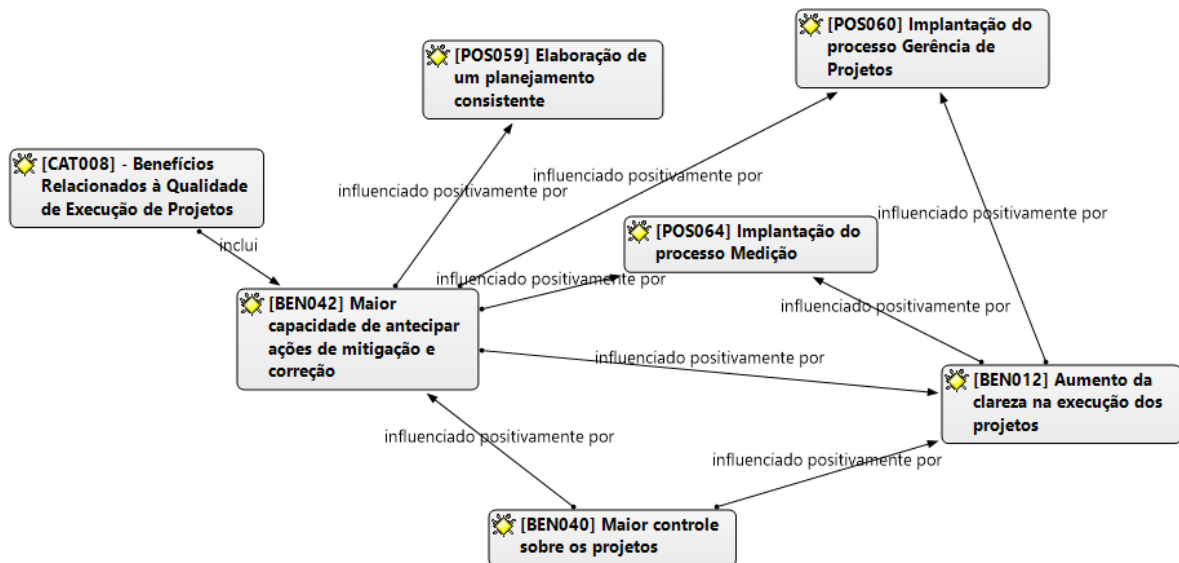 [POS060] Implantação do
processo Gerência de
Projetos
[POS059] Elaboração de
um planejamento
consistente
[CAT008] - Benefícios
Relacionados à Qualidade
de Execução de Projetos
influenciado positivamente por
influenciado positivamente por
influenciado positivamente por
[POS064] Implantação do
processo Medição
inclui
influenciado positivamente por
[BEN042] Maior
capacidade de antecipar
ações de mitigação e
correção
influenciado positivamente por
influenciado positivamente por
[BEN012] Aumento da
clareza na execução dos
projetos
influenciado positivamente por
influenciado positivamente por
[BEN040] Maior controle
sobre os projetos